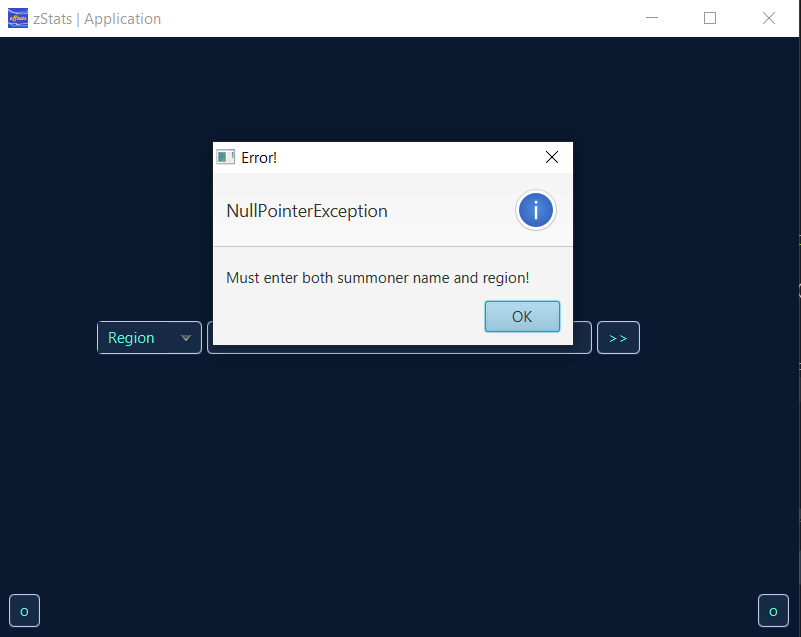 zStats | Application
Error!
NullPointerException
i
Must enter both summoner name and region!
OK
Region
>>
o
o